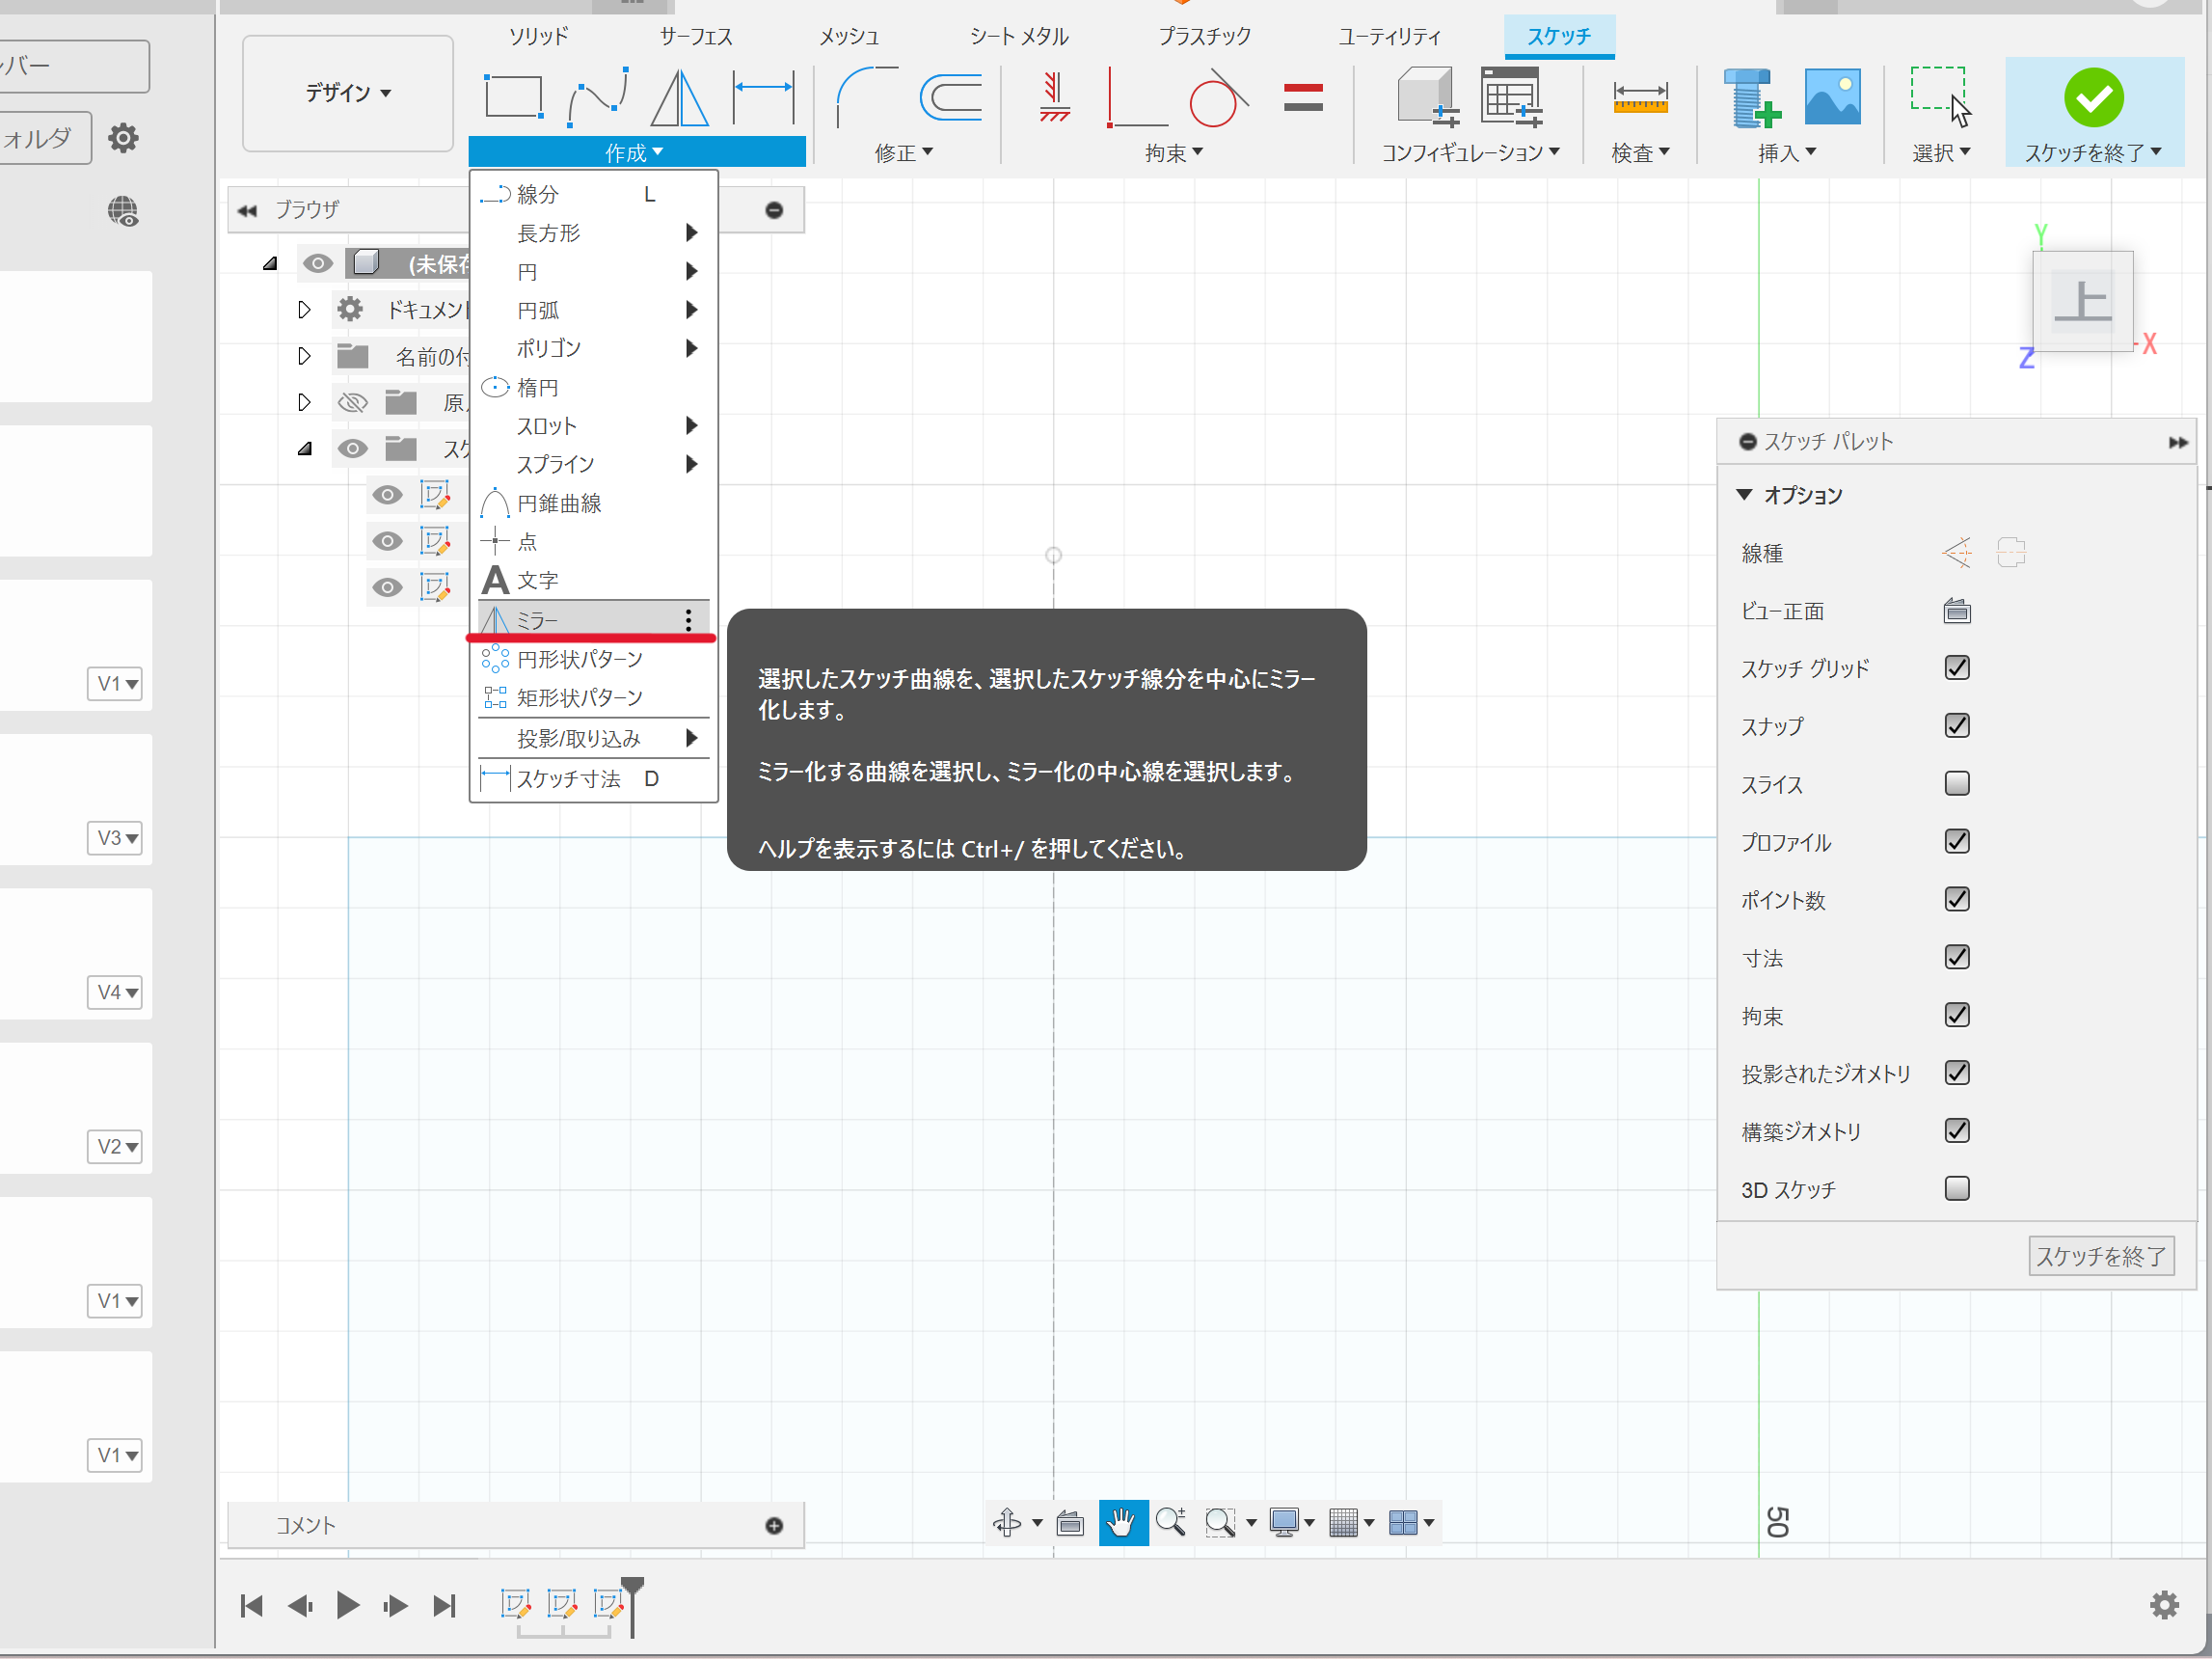 ソリッド
サーフェス
メッシュ
シート メタル
プラスチック
ユーティリティ
スケッチ
デザイン
作成
修正
拘束
コンフィギュレーション
検査
挿入
選択
スケッチを終了
バー
ォルダ
V1
V3
V4
V2
V1
V1
ブラウザ
(未保存
ドキュメント
名前の付
原
スケ
線分 L
長方形
円
円弧
ポリゴン
楕円
スロット
スプライン
円錐曲線
点
A 文字
ミラー
円形状パターン
矩形状パターン
投影/取り込み
スケッチ寸法 D
選択したスケッチ曲線を、選択したスケッチ線分を中心にミラー
化します。
ミラー化する曲線を選択し、ミラー化の中心線を選択します。
ヘルプを表示するには Ctrl+/ を押してください。
Y
上
X
Z
スケッチ パレット
オプション
線種
ビュー正面
スケッチ グリッド
スナップ
スライス
プロファイル
ポイント数
寸法
拘束
投影されたジオメトリ
構築ジオメトリ
3D スケッチ
スケッチを終了
50
コメント